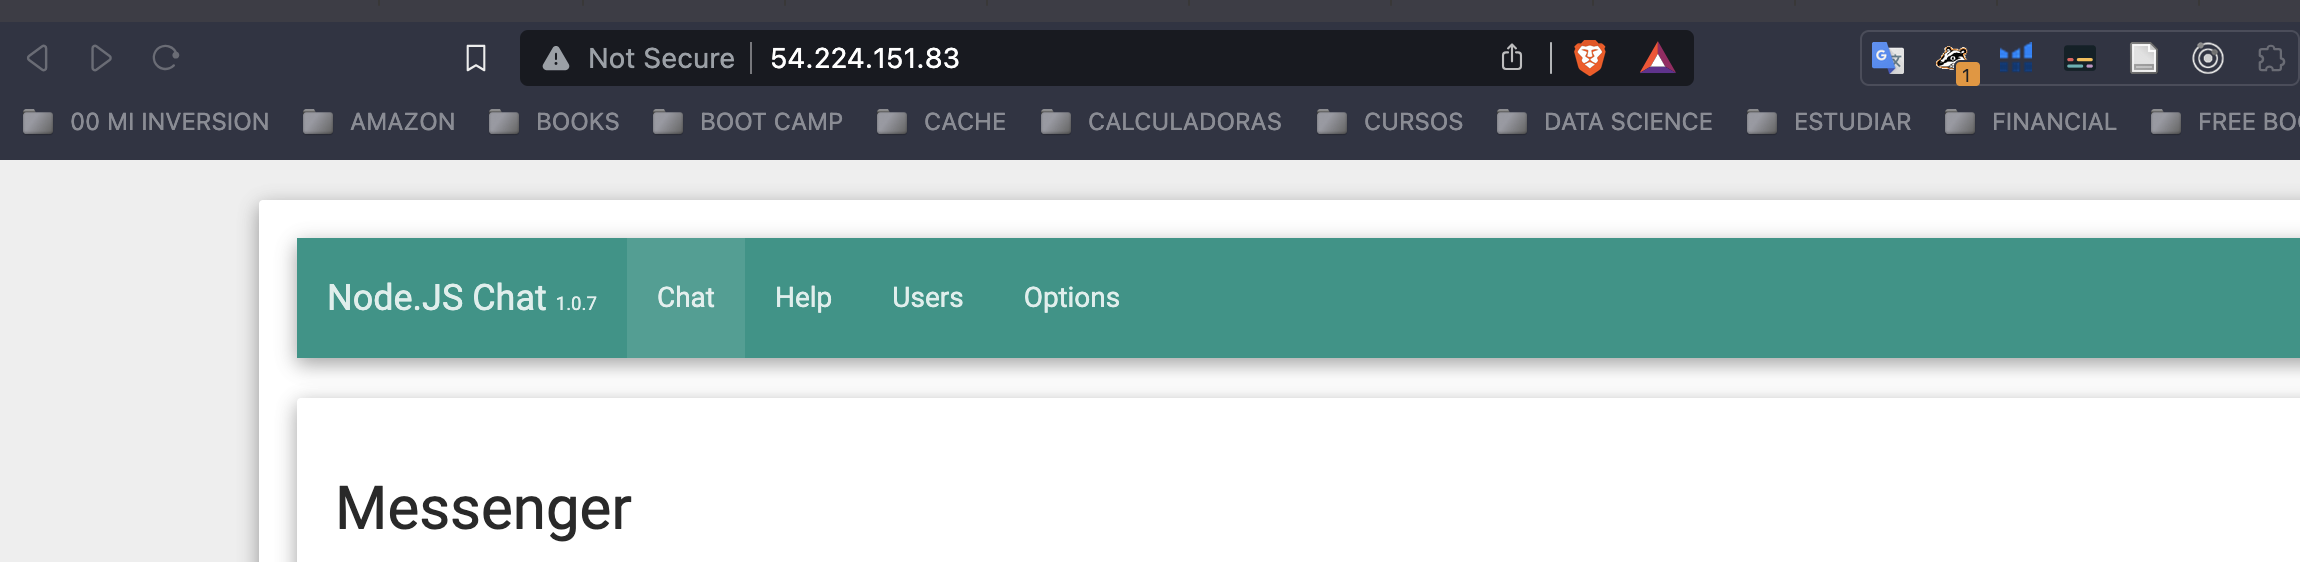 Not Secure 54.224.151.83
1
00 MI INVERSION AMAZON BOOKS BOOT CAMP CACHE CALCULADORAS CURSOS DATA SCIENCE ESTUDIAR FINANCIAL FREE BO
Node.JS Chat 1.0.7 Chat Help Users Options
Messenger